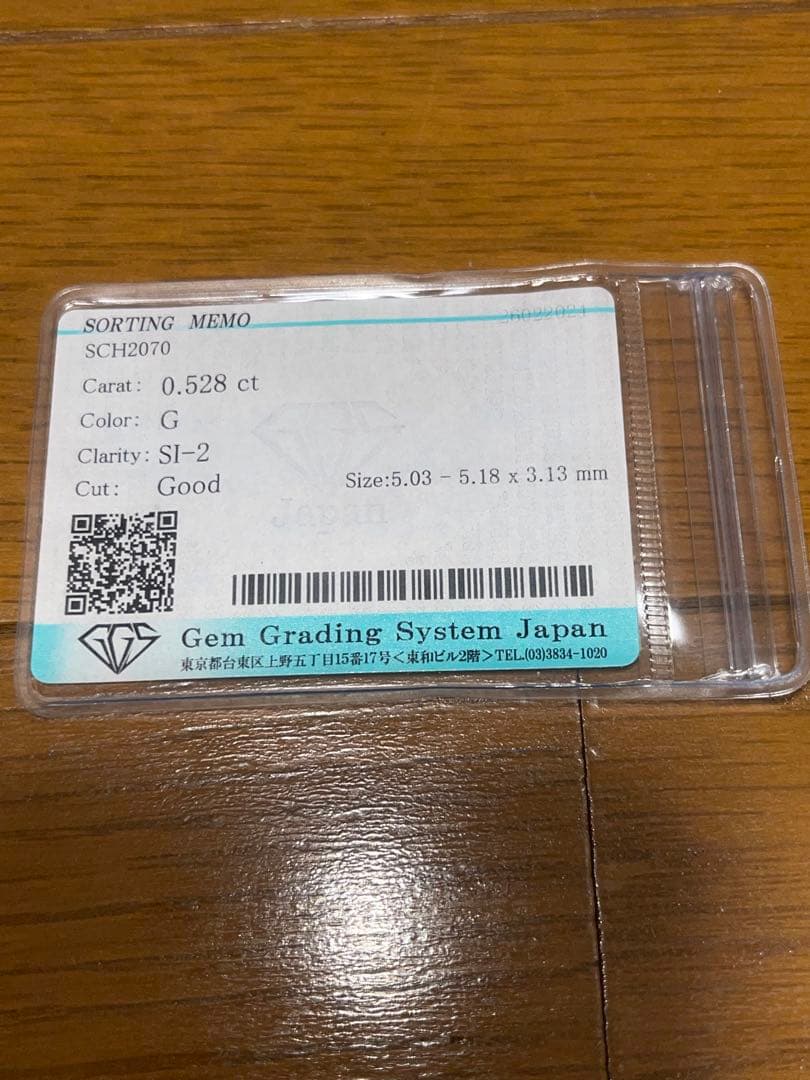 SORTING MEMO
26022024
SCH2070
Carat: 0.528 ct
Color: G
Clarity: SI-2
Cut: Good
Size:5.03 - 5.18 x 3.13 mm
GGS
Gem Grading System Japan
東京都台東区上野五丁目15番17号<東和ビル2階>TEL.(03)3834-1020